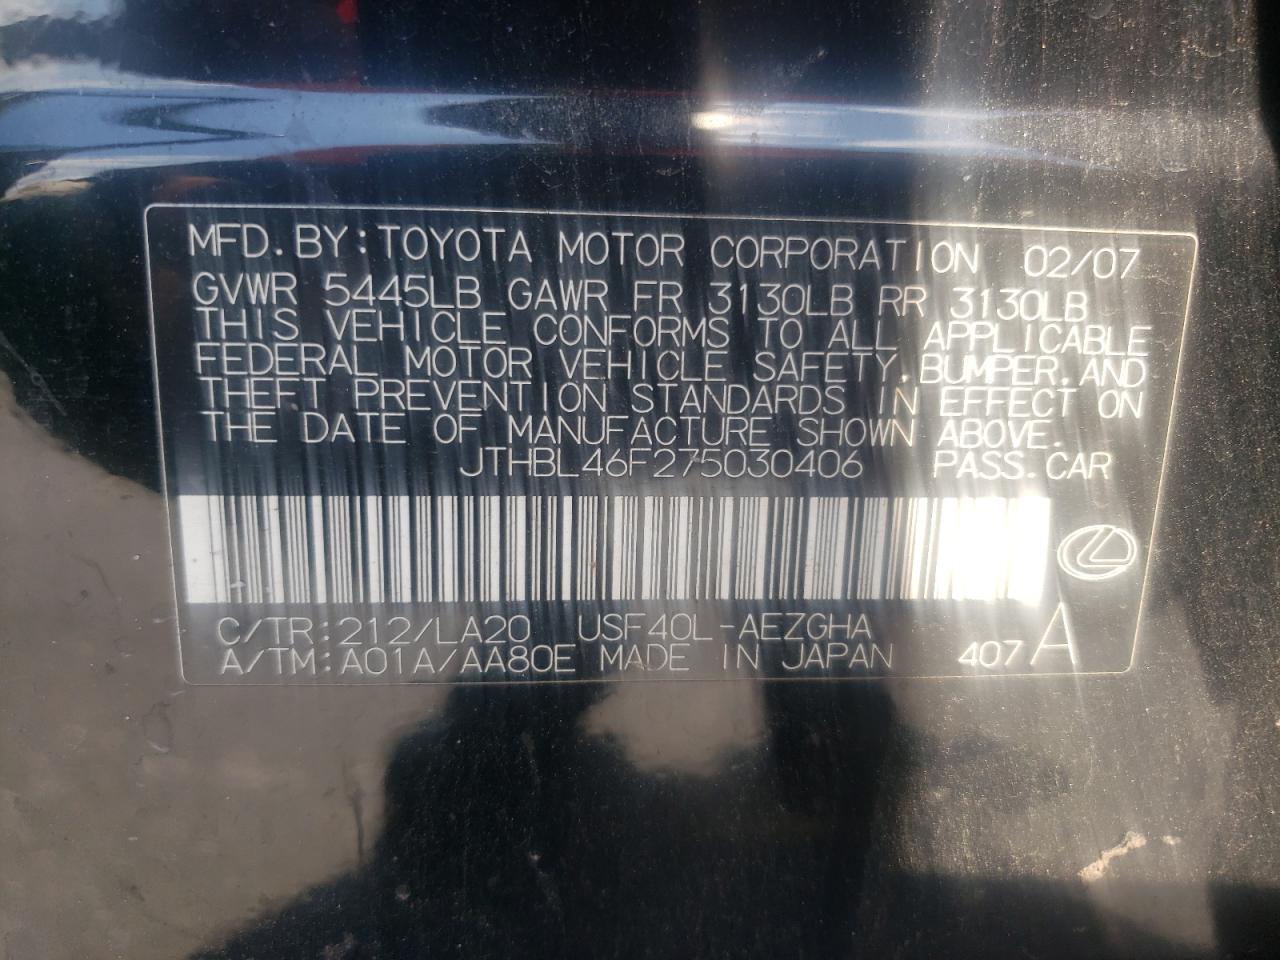 MFD. BY: TOYOTA MOTOR CORPORATION 02/07
GVWR 5445LB GAWR FR 3130LB RR 3130LB
THIS VEHICLE CONFORMS TO ALL APPLICABLE
FEDERAL MOTOR VEHICLE SAFETY, BUMPER, AND
THEFT PREVENTION STANDARDS IN EFFECT ON
THE DATE OF MANUFACTURE SHOWN ABOVE.
JTHBL46F275030406 PASS. CAR
C/TR: 212/LA20 USF40L-AEZGHA
A/TM: A01A/AA80E MADE IN JAPAN 407 A